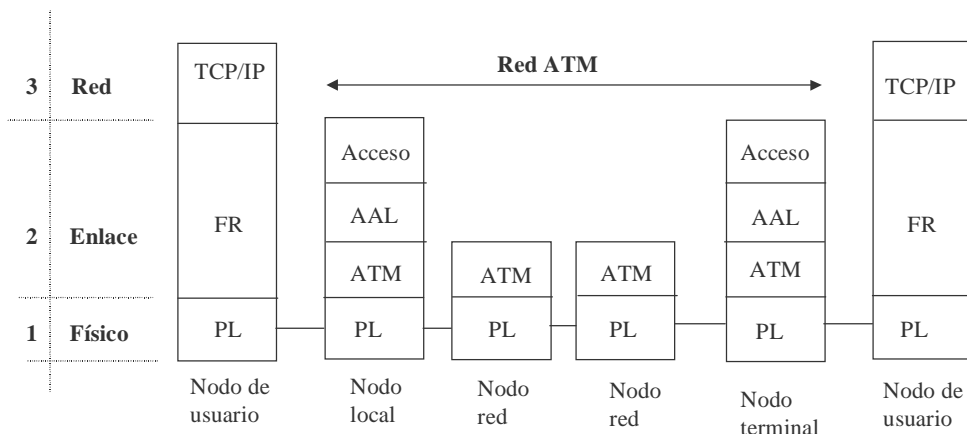 TCP/IP
Red ATM
3 Red
TCP/IP
Acceso
Acceso
2 Enlace
FR
AAL
AAL
FR
ATM
ATM
ATM
ATM
1 Físico
PL
PL
PL
PL
PL
PL
Nodo de
usuario
Nodo
local
Nodo
red
Nodo
red
Nodo
terminal
Nodo de
usuario